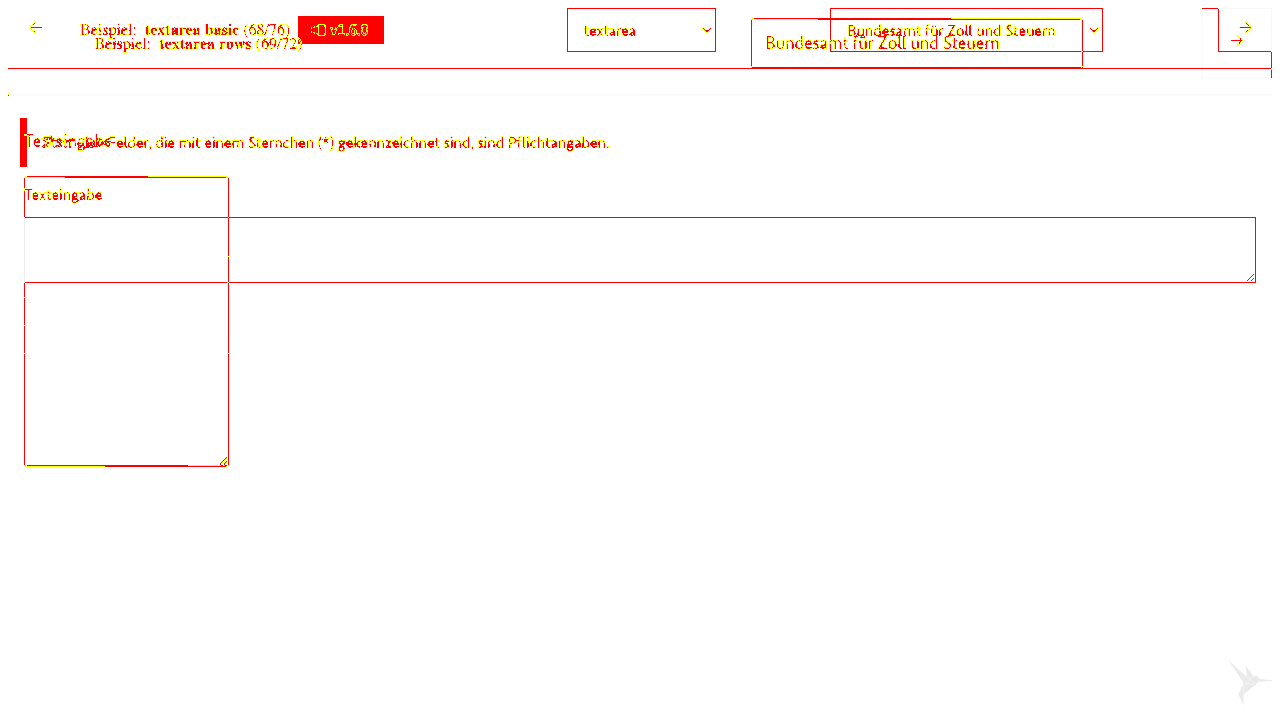 Beispiel: textarea basic (68/76) v1.6.0 textarea Bundesamt für Zoll und Steuern
Beispiel: textarea rows (69/72) Bundesamt für Zoll und Steuern
Texteingabe
Felder, die mit einem Sternchen (*) gekennzeichnet sind, sind Pflichtangaben.
Texteingabe